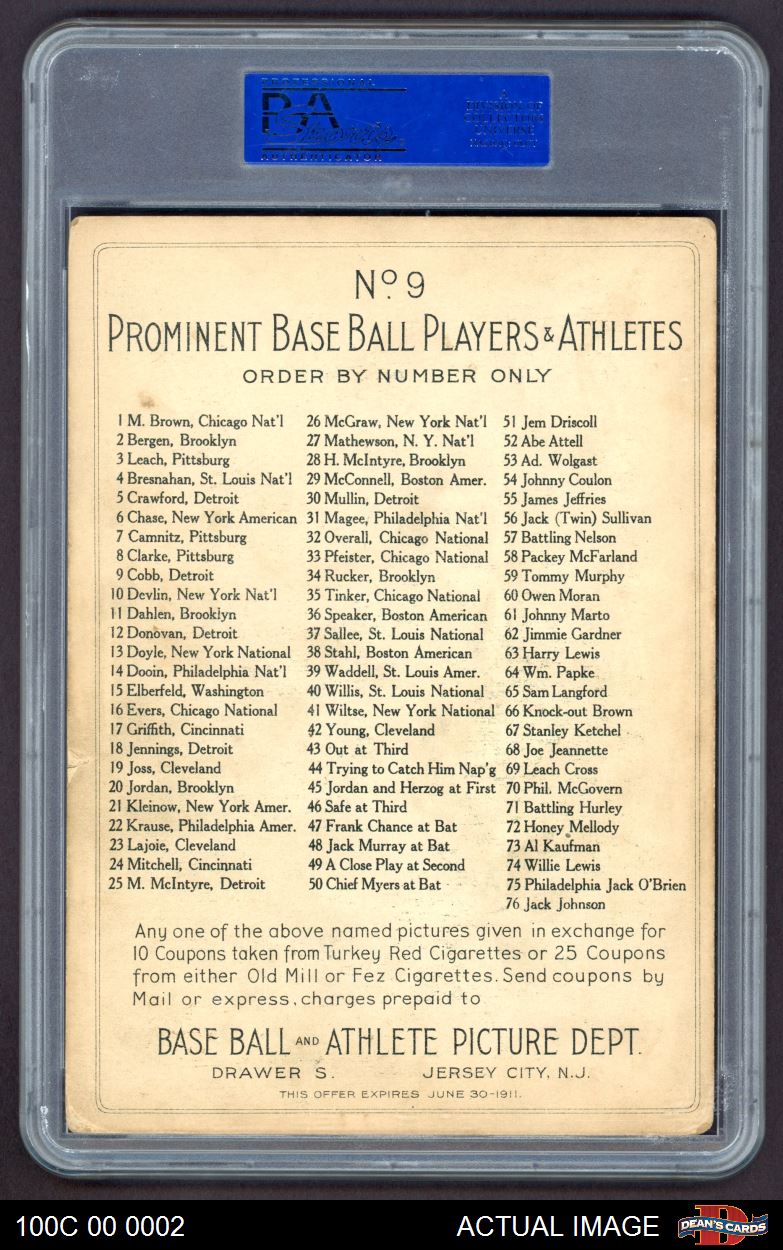 PROFESSIONAL
PSA
AUTHENTICATOR
A
DIVISION OF
COLLECTORS
UNIVERSE
NASDAQ: CLCT
Nº 9
PROMINENT BASE BALL PLAYERS & ATHLETES
ORDER BY NUMBER ONLY
1 M. Brown, Chicago Nat'l
2 Bergen, Brooklyn
3 Leach, Pittsburg
4 Bresnahan, St. Louis Nat'l
5 Crawford, Detroit
6 Chase, New York American
7 Camnitz, Pittsburg
8 Clarke, Pittsburg
9 Cobb, Detroit
10 Devlin, New York Nat'l
11 Dahlen, Brooklyn
12 Donovan, Detroit
13 Doyle, New York National
14 Dooin, Philadelphia Nat'l
15 Elberfeld, Washington
16 Evers, Chicago National
17 Griffith, Cincinnati
18 Jennings, Detroit
19 Joss, Cleveland
20 Jordan, Brooklyn
21 Kleinow, New York Amer.
22 Krause, Philadelphia Amer.
23 Lajoie, Cleveland
24 Mitchell, Cincinnati
25 M. McIntyre, Detroit
26 McGraw, New York Nat'l
27 Mathewson, N. Y. Nat'l
28 H. McIntyre, Brooklyn
29 McConnell, Boston Amer.
30 Mullin, Detroit
31 Magee, Philadelphia Nat'l
32 Overall, Chicago National
33 Pfeister, Chicago National
34 Rucker, Brooklyn
35 Tinker, Chicago National
36 Speaker, Boston American
37 Sallee, St. Louis National
38 Stahl, Boston American
39 Waddell, St. Louis Amer.
40 Willis, St. Louis National
41 Wiltse, New York National
42 Young, Cleveland
43 Out at Third
44 Trying to Catch Him Nap'g
45 Jordan and Herzog at First
46 Safe at Third
47 Frank Chance at Bat
48 Jack Murray at Bat
49 A Close Play at Second
50 Chief Myers at Bat
51 Jem Driscoll
52 Abe Attell
53 Ad. Wolgast
54 Johnny Coulon
55 James Jeffries
56 Jack (Twin) Sullivan
57 Battling Nelson
58 Packey McFarland
59 Tommy Murphy
60 Owen Moran
61 Johnny Marto
62 Jimmie Gardner
63 Harry Lewis
64 Wm. Papke
65 Sam Langford
66 Knock-out Brown
67 Stanley Ketchel
68 Joe Jeannette
69 Leach Cross
70 Phil. McGovern
71 Battling Hurley
72 Honey Mellody
73 Al Kaufman
74 Willie Lewis
75 Philadelphia Jack O'Brien
76 Jack Johnson
Any one of the above named pictures given in exchange for
10 Coupons taken from Turkey Red Cigarettes or 25 Coupons
from either Old Mill or Fez Cigarettes. Send coupons by
Mail or express, charges prepaid to
BASE BALL AND ATHLETE PICTURE DEPT.
DRAWER S. JERSEY CITY, N.J.
THIS OFFER EXPIRES JUNE 30-1911.
100C 00 0002
ACTUAL IMAGE
DEAN'S CARDS